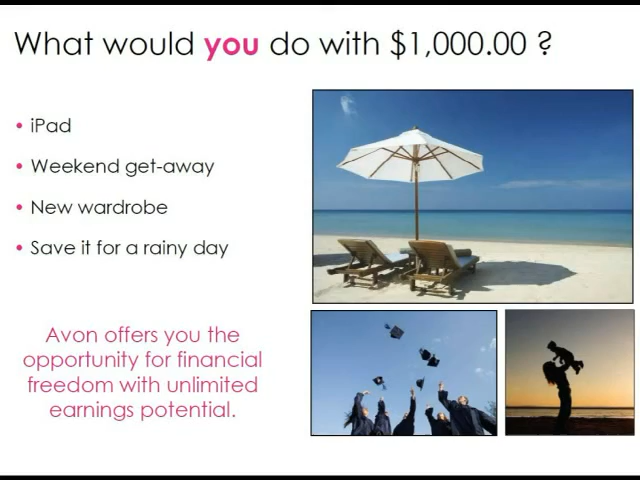 What would you do with $1,000.00 ?
• iPad
• Weekend get-away
• New wardrobe
• Save it for a rainy day
Avon offers you the
opportunity for financial
freedom with unlimited
earnings potential.